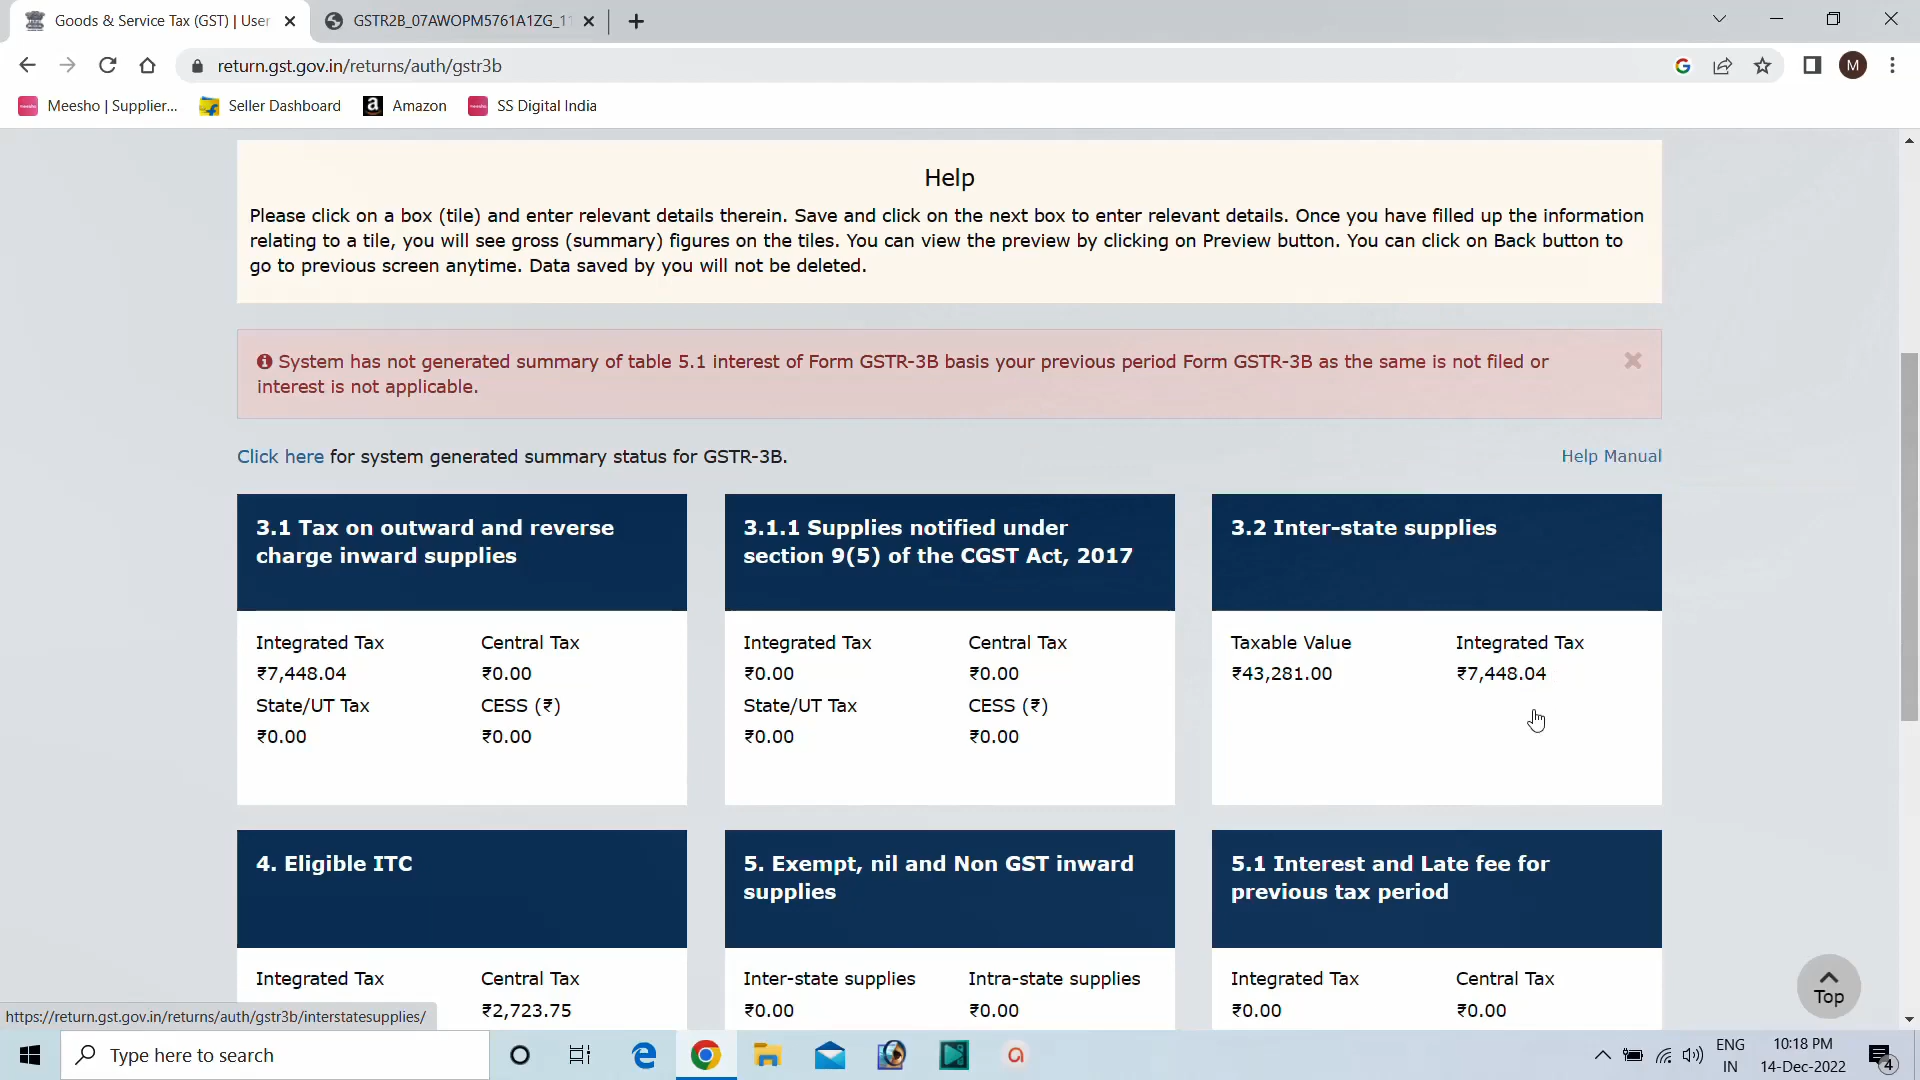 Goods & Service Tax (GST) | User
GSTR2B_07AWOPM5761A1ZG_11
return.gst.gov.in/returns/auth/gstr3b
M
Meesho | Supplier...
Seller Dashboard
Amazon
SS Digital India
Help
Please click on a box (tile) and enter relevant details therein. Save and click on the next box to enter relevant details. Once you have filled up the information
relating to a tile, you will see gross (summary) figures on the tiles. You can view the preview by clicking on Preview button. You can click on Back button to
go to previous screen anytime. Data saved by you will not be deleted.
System has not generated summary of table 5.1 interest of Form GSTR-3B basis your previous period Form GSTR-3B as the same is not filed or
interest is not applicable.
Click here for system generated summary status for GSTR-3B.
Help Manual
3.1 Tax on outward and reverse
charge inward supplies
Integrated Tax Central Tax
₹7,448.04 ₹0.00
State/UT Tax CESS (₹)
₹0.00 ₹0.00
3.1.1 Supplies notified under
section 9(5) of the CGST Act, 2017
Integrated Tax Central Tax
₹0.00 ₹0.00
State/UT Tax CESS (₹)
₹0.00 ₹0.00
3.2 Inter-state supplies
Taxable Value Integrated Tax
₹43,281.00 ₹7,448.04
4. Eligible ITC
Integrated Tax Central Tax
₹2,723.75
5. Exempt, nil and Non GST inward
supplies
Inter-state supplies Intra-state supplies
₹0.00 ₹0.00
5.1 Interest and Late fee for
previous tax period
Integrated Tax Central Tax
₹0.00 ₹0.00
Top
https://return.gst.gov.in/returns/auth/gstr3b/interstatesupplies/
Type here to search
ENG
IN
10:18 PM
14-Dec-2022
4